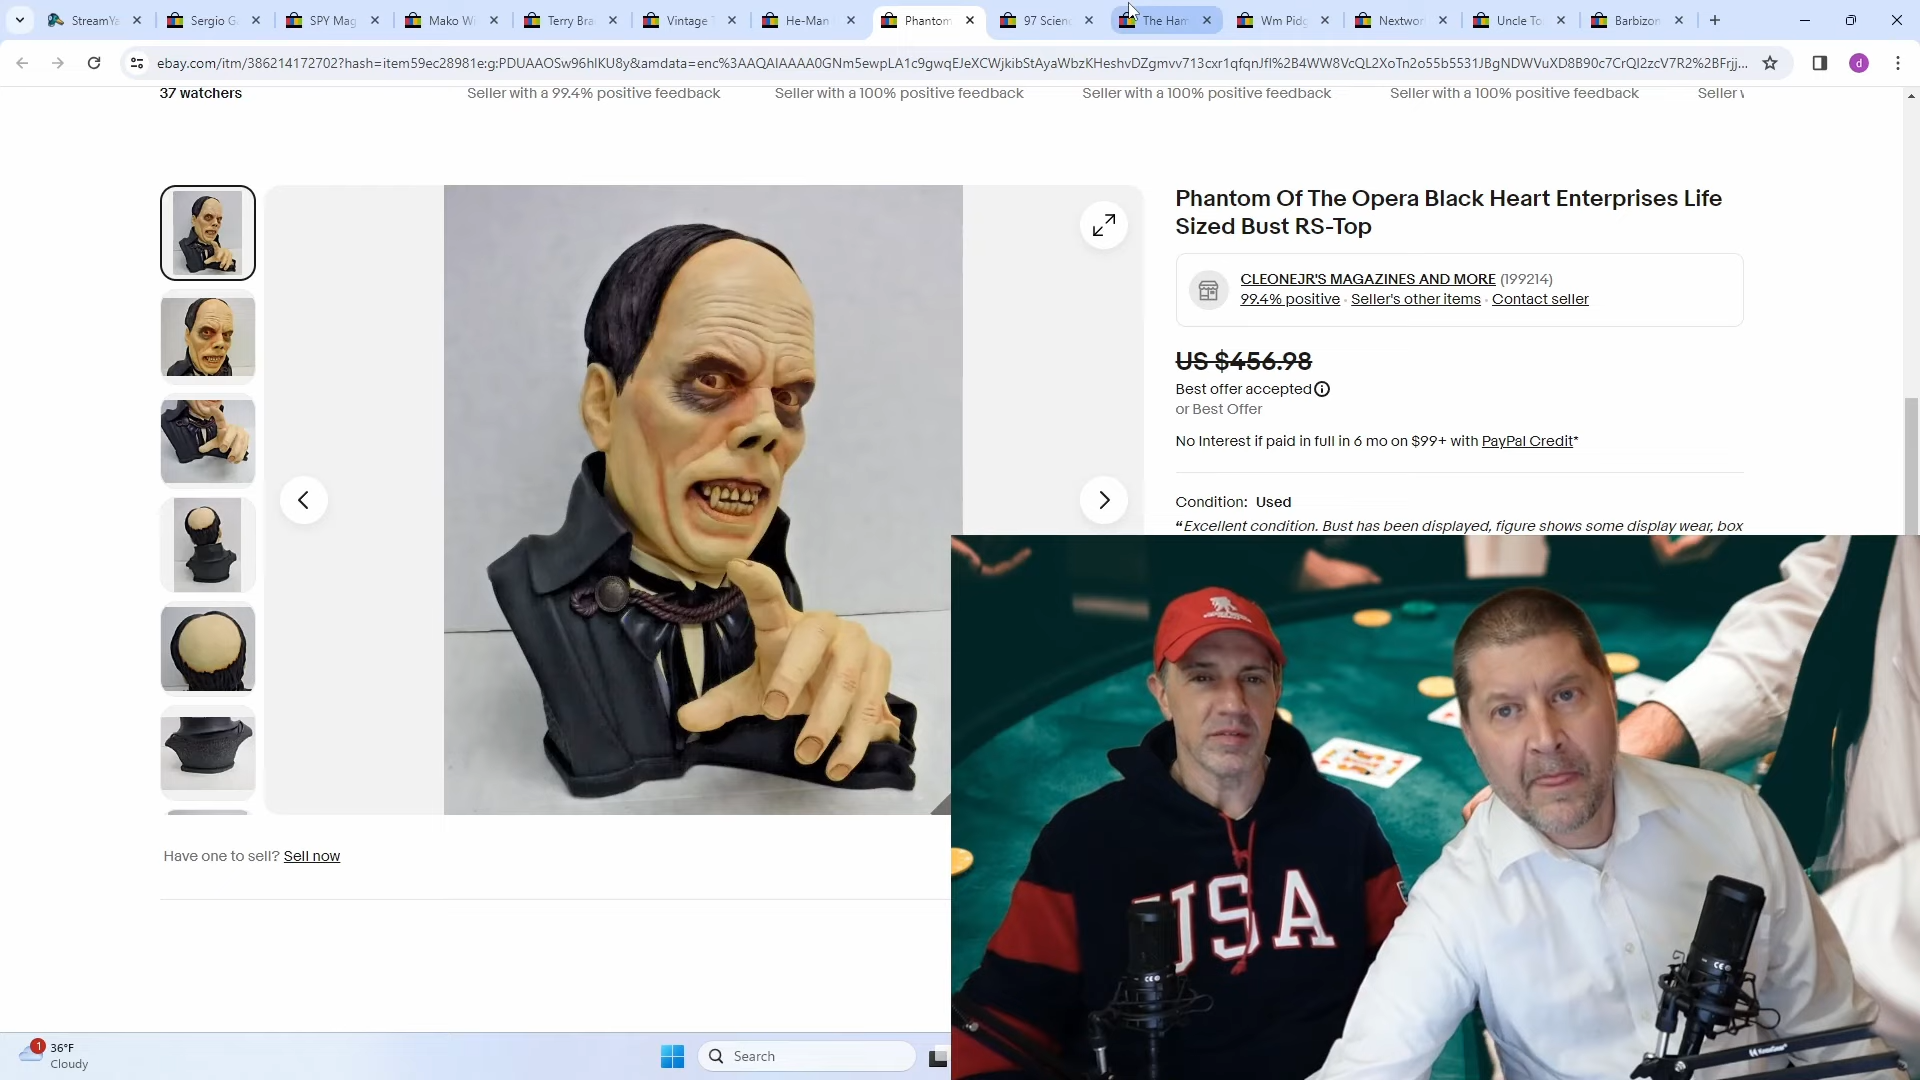 StreamYa
Sergio G
SPY Mag
Mako W
Terry Bra
Vintage
He-Man
Phantom
97 Scienc
The Ham
Wm Pidg
Nextwor
Uncle To
Barbizon
ebay.com/itm/386214172702?hash=item59ec28981e:g:PDUAAOSw96hlKU8y&amdata=enc%3AAQAIAAAA0GNm5ewpLA1c9gwqEJeXCWjkibStAyaWbzKHeshvDZgmvv713cxr1qfqnJfl%2B4WW8VcQL2XoTn2o55b5531JBgNDWVuXD8B90c7CrQl2zcV7R2%2BFrjj...
37 watchers
Seller with a 99.4% positive feedback
Seller with a 100% positive feedback
Seller with a 100% positive feedback
Seller with a 100% positive feedback
Seller
Phantom Of The Opera Black Heart Enterprises Life
Sized Bust RS-Top
CLEONEJR'S MAGAZINES AND MORE (199214)
99.4% positive · Seller's other items · Contact seller
US $456.98
Best offer accepted
or Best Offer
No Interest if paid in full in 6 mo on $99+ with PayPal Credit*
Condition: Used
“Excellent condition. Bust has been displayed, figure shows some display wear, box
Have one to sell? Sell now
USA
1
36°F
Cloudy
Search